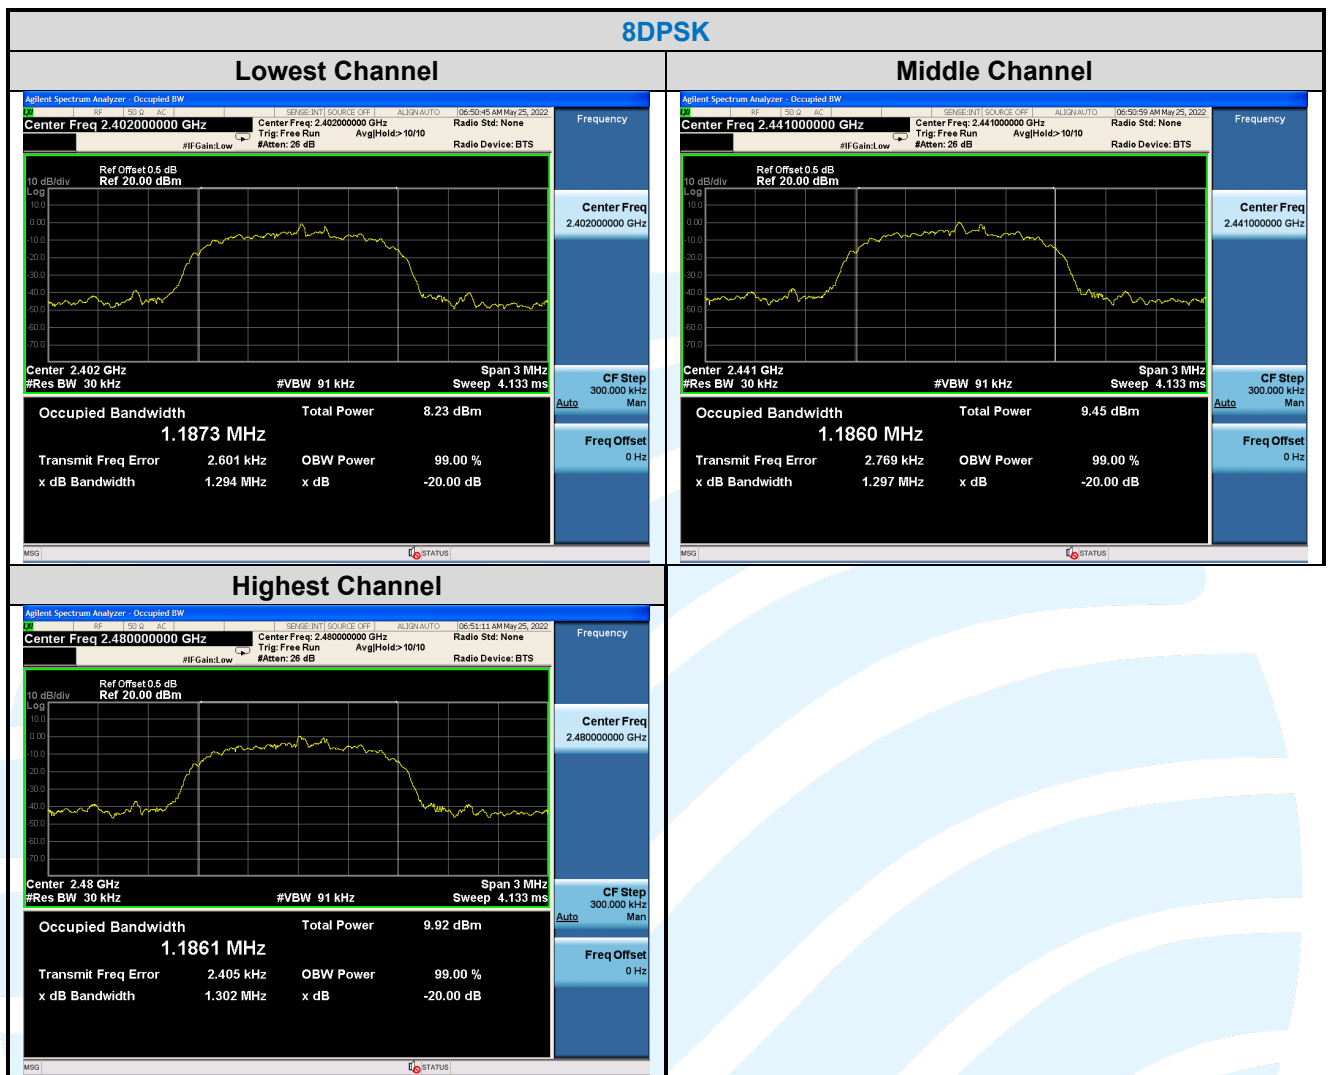 8DPSK
Lowest Channel
Agilent Spectrum Analyzer - Occupied BW
LXI RF 50 Ω AC SENSE:INT SOURCE OFF ALIGN AUTO 06:50:45 AM May 25, 2022
Center Freq 2.402000000 GHz
Center Freq: 2.402000000 GHz
Radio Std: None
Trig: Free Run Avg|Hold:> 10/10
#IFGain:Low #Atten: 26 dB Radio Device: BTS
Ref Offset 0.5 dB
10 dB/div Ref 20.00 dBm
Log
10.0
0.00
-10.0
-20.0
-30.0
-40.0
-50.0
-60.0
-70.0
Center 2.402 GHz Span 3 MHz
#Res BW 30 kHz #VBW 91 kHz Sweep 4.133 ms
Occupied Bandwidth Total Power 8.23 dBm
1.1873 MHz
Transmit Freq Error 2.601 kHz OBW Power 99.00 %
x dB Bandwidth 1.294 MHz x dB -20.00 dB
MSG STATUS
Frequency
Center Freq
2.402000000 GHz
CF Step
300.000 kHz
Auto Man
Freq Offset
0 Hz
Middle Channel
Agilent Spectrum Analyzer - Occupied BW
LXI RF 50 Ω AC SENSE:INT SOURCE OFF ALIGN AUTO 06:50:59 AM May 25, 2022
Center Freq 2.441000000 GHz
Center Freq: 2.441000000 GHz
Radio Std: None
Trig: Free Run Avg|Hold:> 10/10
#IFGain:Low #Atten: 26 dB Radio Device: BTS
Ref Offset 0.5 dB
10 dB/div Ref 20.00 dBm
Log
10.0
0.00
-10.0
-20.0
-30.0
-40.0
-50.0
-60.0
-70.0
Center 2.441 GHz Span 3 MHz
#Res BW 30 kHz #VBW 91 kHz Sweep 4.133 ms
Occupied Bandwidth Total Power 9.45 dBm
1.1860 MHz
Transmit Freq Error 2.769 kHz OBW Power 99.00 %
x dB Bandwidth 1.297 MHz x dB -20.00 dB
MSG STATUS
Frequency
Center Freq
2.441000000 GHz
CF Step
300.000 kHz
Auto Man
Freq Offset
0 Hz
Highest Channel
Agilent Spectrum Analyzer - Occupied BW
LXI RF 50 Ω AC SENSE:INT SOURCE OFF ALIGN AUTO 06:51:11 AM May 25, 2022
Center Freq 2.480000000 GHz
Center Freq: 2.480000000 GHz
Radio Std: None
Trig: Free Run Avg|Hold:> 10/10
#IFGain:Low #Atten: 26 dB Radio Device: BTS
Ref Offset 0.5 dB
10 dB/div Ref 20.00 dBm
Log
10.0
0.00
-10.0
-20.0
-30.0
-40.0
-50.0
-60.0
-70.0
Center 2.48 GHz Span 3 MHz
#Res BW 30 kHz #VBW 91 kHz Sweep 4.133 ms
Occupied Bandwidth Total Power 9.92 dBm
1.1861 MHz
Transmit Freq Error 2.405 kHz OBW Power 99.00 %
x dB Bandwidth 1.302 MHz x dB -20.00 dB
MSG STATUS
Frequency
Center Freq
2.480000000 GHz
CF Step
300.000 kHz
Auto Man
Freq Offset
0 Hz